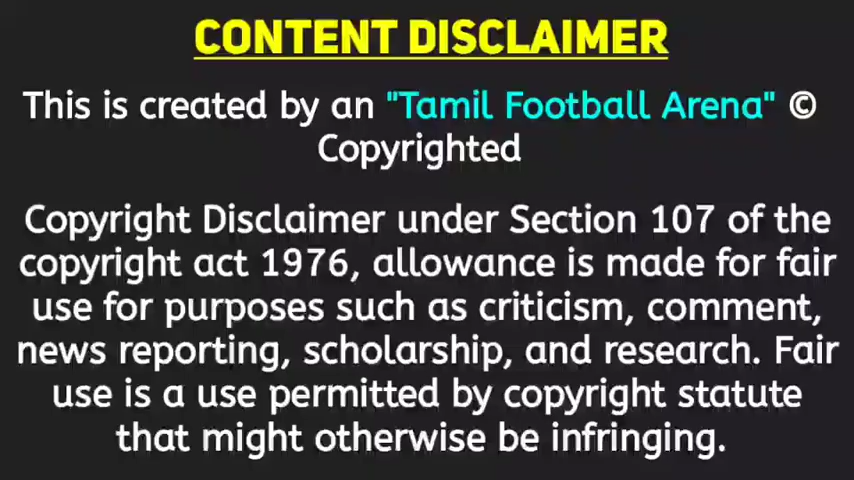 CONTENT DISCLAIMER
This is created by an "Tamil Football Arena" ©
Copyrighted
Copyright Disclaimer under Section 107 of the
copyright act 1976, allowance is made for fair
use for purposes such as criticism, comment,
news reporting, scholarship, and research. Fair
use is a use permitted by copyright statute
that might otherwise be infringing.